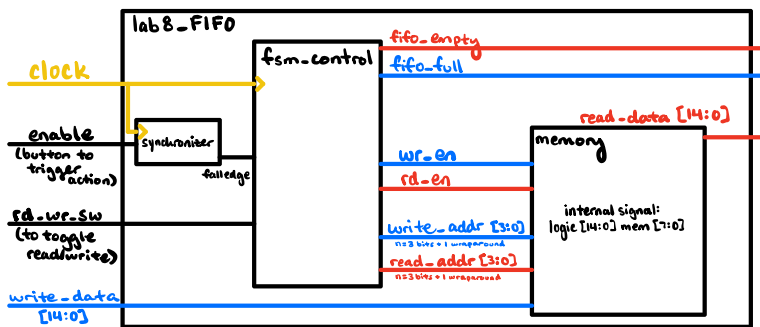 lab8_FIFO
clock
enable
(button to
trigger
action)
rd_wr_sw
(to toggle
read/write)
write_data
[14:0]
synchronizer
falledge
fsm_control
fifo_empty
fifo_full
wr_en
rd_en
write_addr [3:0]
n=3 bits + 1 wraparound
read_addr [3:0]
n=3 bits + 1 wraparound
read_data [14:0]
memory
internal signal:
logic [14:0] mem [7:0]